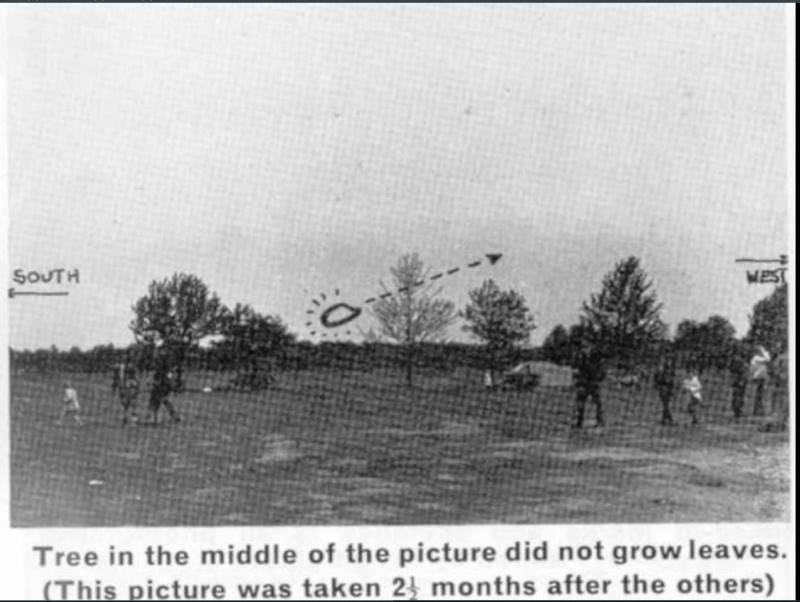 SOUTH
WEST
Tree in the middle of the picture did not grow leaves.
(This picture was taken 2½ months after the others)